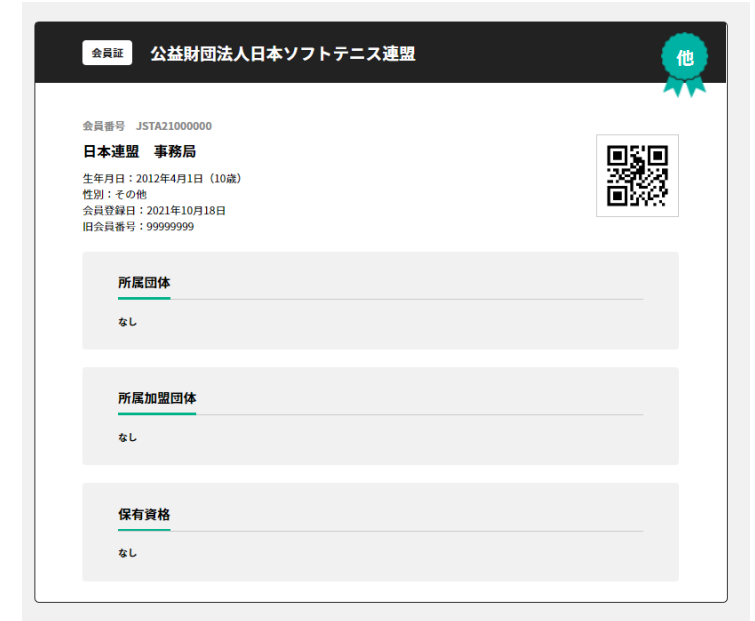 会員証 公益財団法人日本ソフトテニス連盟
他
会員番号 JSTA21000000
日本連盟 事務局
生年月日：2012年4月1日（10歳）
性別：その他
会員登録日：2021年10月18日
旧会員番号：99999999
所属団体
なし
所属加盟団体
なし
保有資格
なし